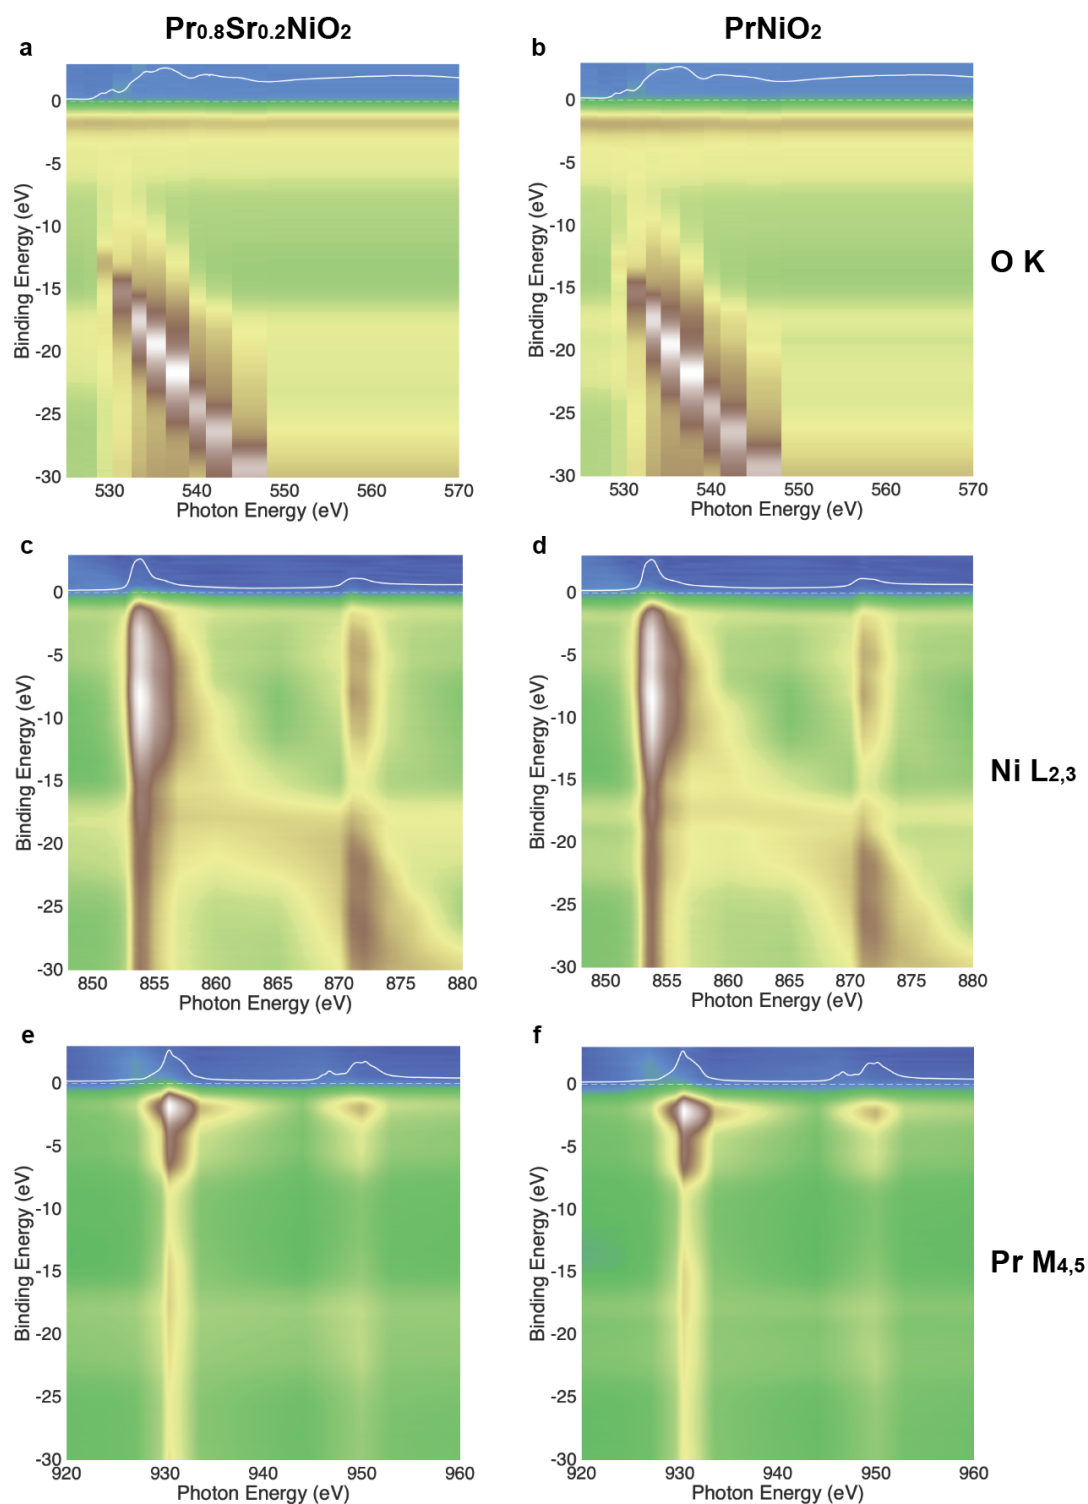 Pr0.8Sr0.2NiO2
PrNiO2
a
b
0
-5
-10
-15
-20
-25
-30
530 540 550 560 570
Photon Energy (eV)
Binding Energy (eV)
0
-5
-10
-15
-20
-25
-30
530 540 550 560 570
Photon Energy (eV)
Binding Energy (eV)
O K
c
d
0
-5
-10
-15
-20
-25
-30
850 855 860 865 870 875 880
Photon Energy (eV)
Binding Energy (eV)
0
-5
-10
-15
-20
-25
-30
850 855 860 865 870 875 880
Photon Energy (eV)
Binding Energy (eV)
Ni L2,3
e
f
0
-5
-10
-15
-20
-25
-30
920 930 940 950 960
Photon Energy (eV)
Binding Energy (eV)
0
-5
-10
-15
-20
-25
-30
920 930 940 950 960
Photon Energy (eV)
Binding Energy (eV)
Pr M4,5